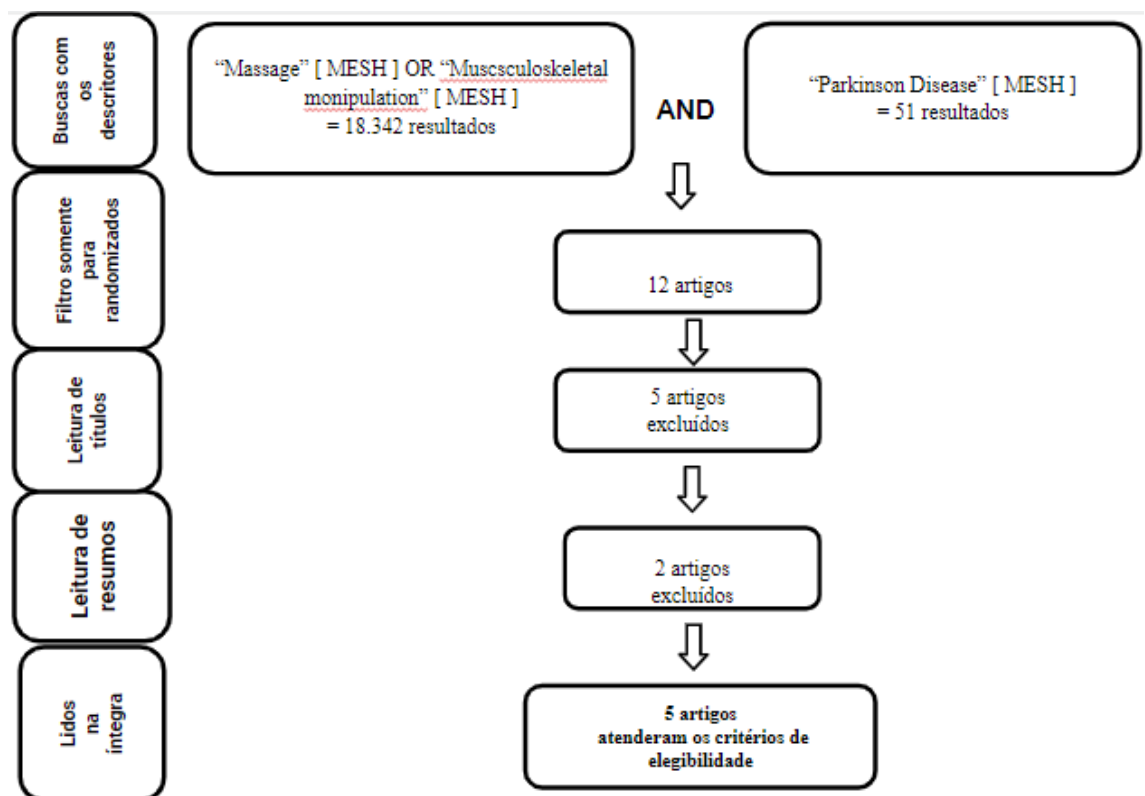 Buscas com
os
descritores
“Massage” [ MESH ] OR “Muscsculoskeletal
monipulation” [ MESH ]
= 18.342 resultados
AND
“Parkinson Disease” [ MESH ]
= 51 resultados
Filtro somente
para
randomizados
12 artigos
Leitura de
títulos
5 artigos
excluídos
Leitura de
resumos
2 artigos
excluídos
Lidos
na
íntegra
5 artigos
atenderam os critérios de
elegibilidade